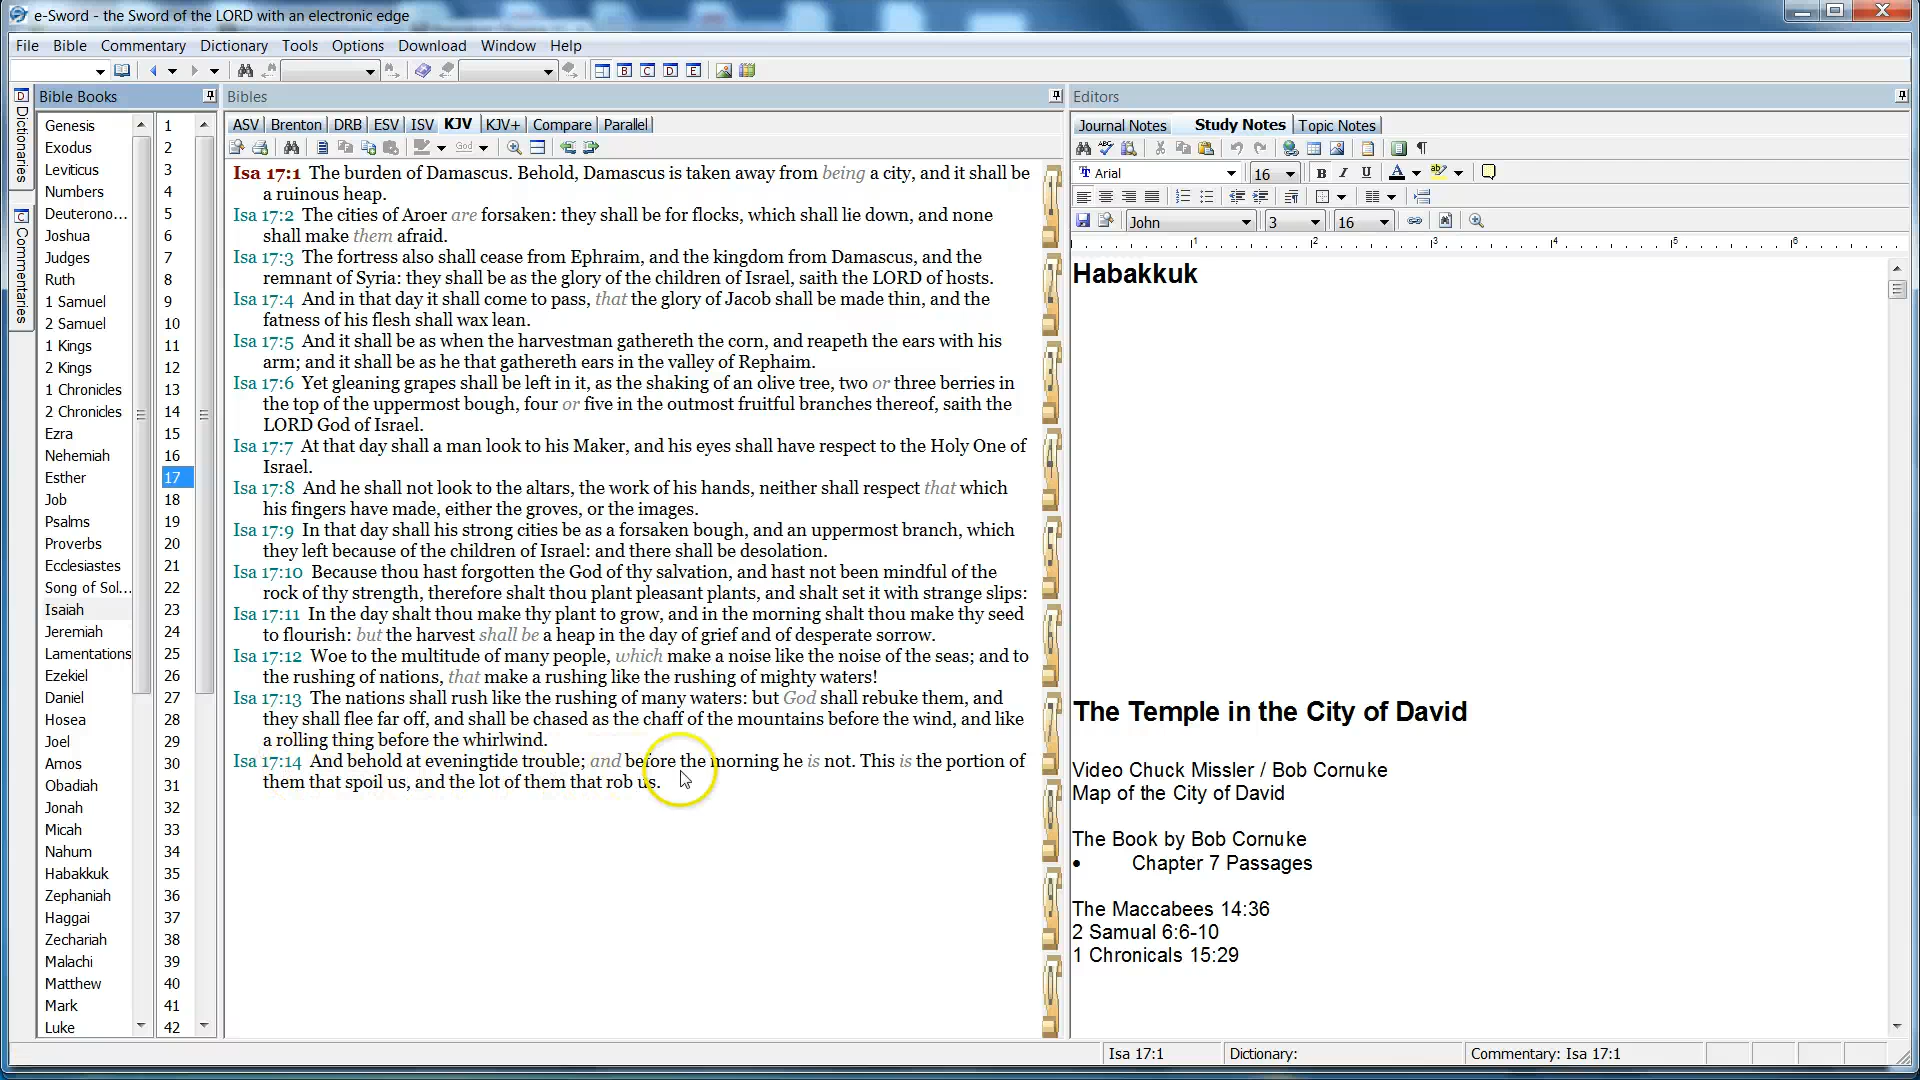 e-Sword - the Sword of the LORD with an electronic edge
File Bible Commentary Dictionary Tools Options Download Window Help
B C D E
Dictionaries
Commentaries
Bible Books
Genesis
Exodus
Leviticus
Numbers
Deuterono...
Joshua
Judges
Ruth
1 Samuel
2 Samuel
1 Kings
2 Kings
1 Chronicles
2 Chronicles
Ezra
Nehemiah
Esther
Job
Psalms
Proverbs
Ecclesiastes
Song of Sol...
Isaiah
Jeremiah
Lamentations
Ezekiel
Daniel
Hosea
Joel
Amos
Obadiah
Jonah
Micah
Nahum
Habakkuk
Zephaniah
Haggai
Zechariah
Malachi
Matthew
Mark
Luke
1
2
3
4
5
6
7
8
9
10
11
12
13
14
15
16
17
18
19
20
21
22
23
24
25
26
27
28
29
30
31
32
33
34
35
36
37
38
39
40
41
42
Bibles
ASV Brenton DRB ESV ISV KJV KJV+ Compare Parallel
God
Isa 17:1 The burden of Damascus. Behold, Damascus is taken away from being a city, and it shall be
a ruinous heap.
Isa 17:2 The cities of Aroer are forsaken: they shall be for flocks, which shall lie down, and none
shall make them afraid.
Isa 17:3 The fortress also shall cease from Ephraim, and the kingdom from Damascus, and the
remnant of Syria: they shall be as the glory of the children of Israel, saith the LORD of hosts.
Isa 17:4 And in that day it shall come to pass, that the glory of Jacob shall be made thin, and the
fatness of his flesh shall wax lean.
Isa 17:5 And it shall be as when the harvestman gathereth the corn, and reapeth the ears with his
arm; and it shall be as he that gathereth ears in the valley of Rephaim.
Isa 17:6 Yet gleaning grapes shall be left in it, as the shaking of an olive tree, two or three berries in
the top of the uppermost bough, four or five in the outmost fruitful branches thereof, saith the
LORD God of Israel.
Isa 17:7 At that day shall a man look to his Maker, and his eyes shall have respect to the Holy One of
Israel.
Isa 17:8 And he shall not look to the altars, the work of his hands, neither shall respect that which
his fingers have made, either the groves, or the images.
Isa 17:9 In that day shall his strong cities be as a forsaken bough, and an uppermost branch, which
they left because of the children of Israel: and there shall be desolation.
Isa 17:10 Because thou hast forgotten the God of thy salvation, and hast not been mindful of the
rock of thy strength, therefore shalt thou plant pleasant plants, and shalt set it with strange slips:
Isa 17:11 In the day shalt thou make thy plant to grow, and in the morning shalt thou make thy seed
to flourish: but the harvest shall be a heap in the day of grief and of desperate sorrow.
Isa 17:12 Woe to the multitude of many people, which make a noise like the noise of the seas; and to
the rushing of nations, that make a rushing like the rushing of mighty waters!
Isa 17:13 The nations shall rush like the rushing of many waters: but God shall rebuke them, and
they shall flee far off, and shall be chased as the chaff of the mountains before the wind, and like
a rolling thing before the whirlwind.
Isa 17:14 And behold at eveningtide trouble; and before the morning he is not. This is the portion of
them that spoil us, and the lot of them that rob us.
Editors
Journal Notes Study Notes Topic Notes
Arial 16 B I U A ab
John 3 16
1 2 3 4 5 6
Habakkuk
The Temple in the City of David
Video Chuck Missler / Bob Cornuke
Map of the City of David
The Book by Bob Cornuke
• Chapter 7 Passages
The Maccabees 14:36
2 Samual 6:6-10
1 Chronicals 15:29
Isa 17:1 Dictionary: Commentary: Isa 17:1